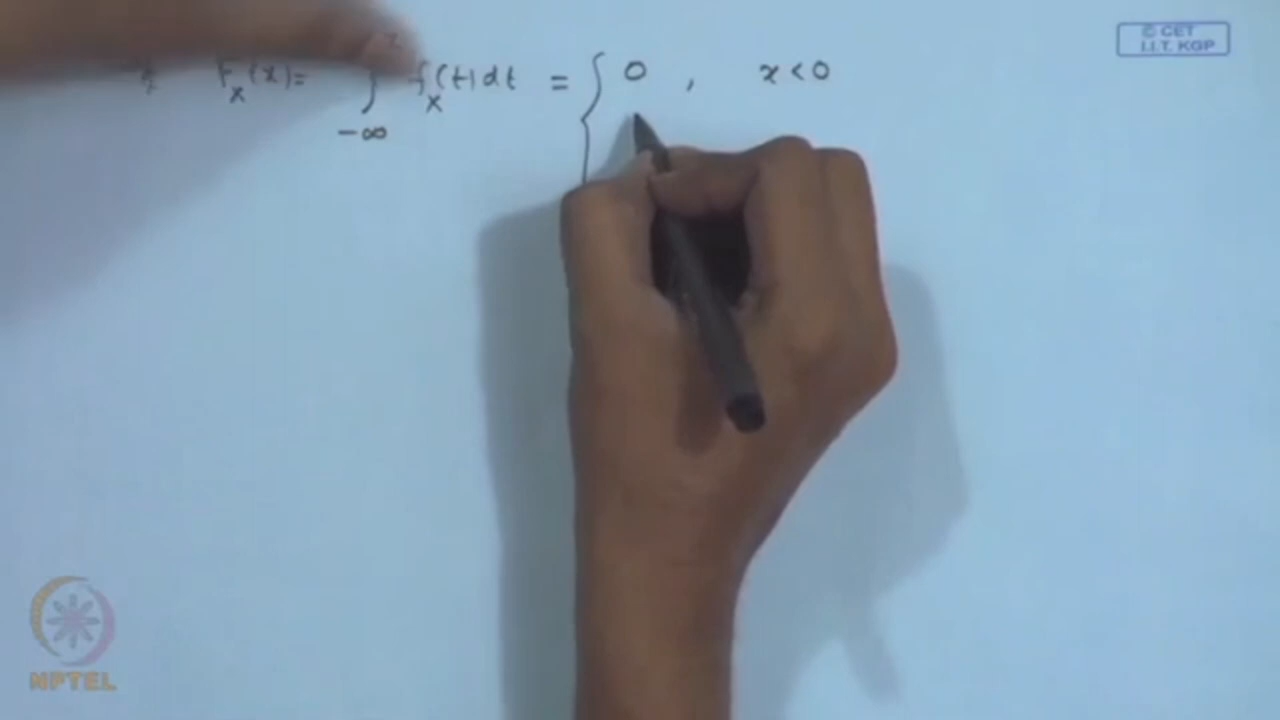 © CET
I.I.T. KGP
F_X(x) = ∫_{-∞}^{x} f_X(t) dt = { 0 , x < 0
NPTEL